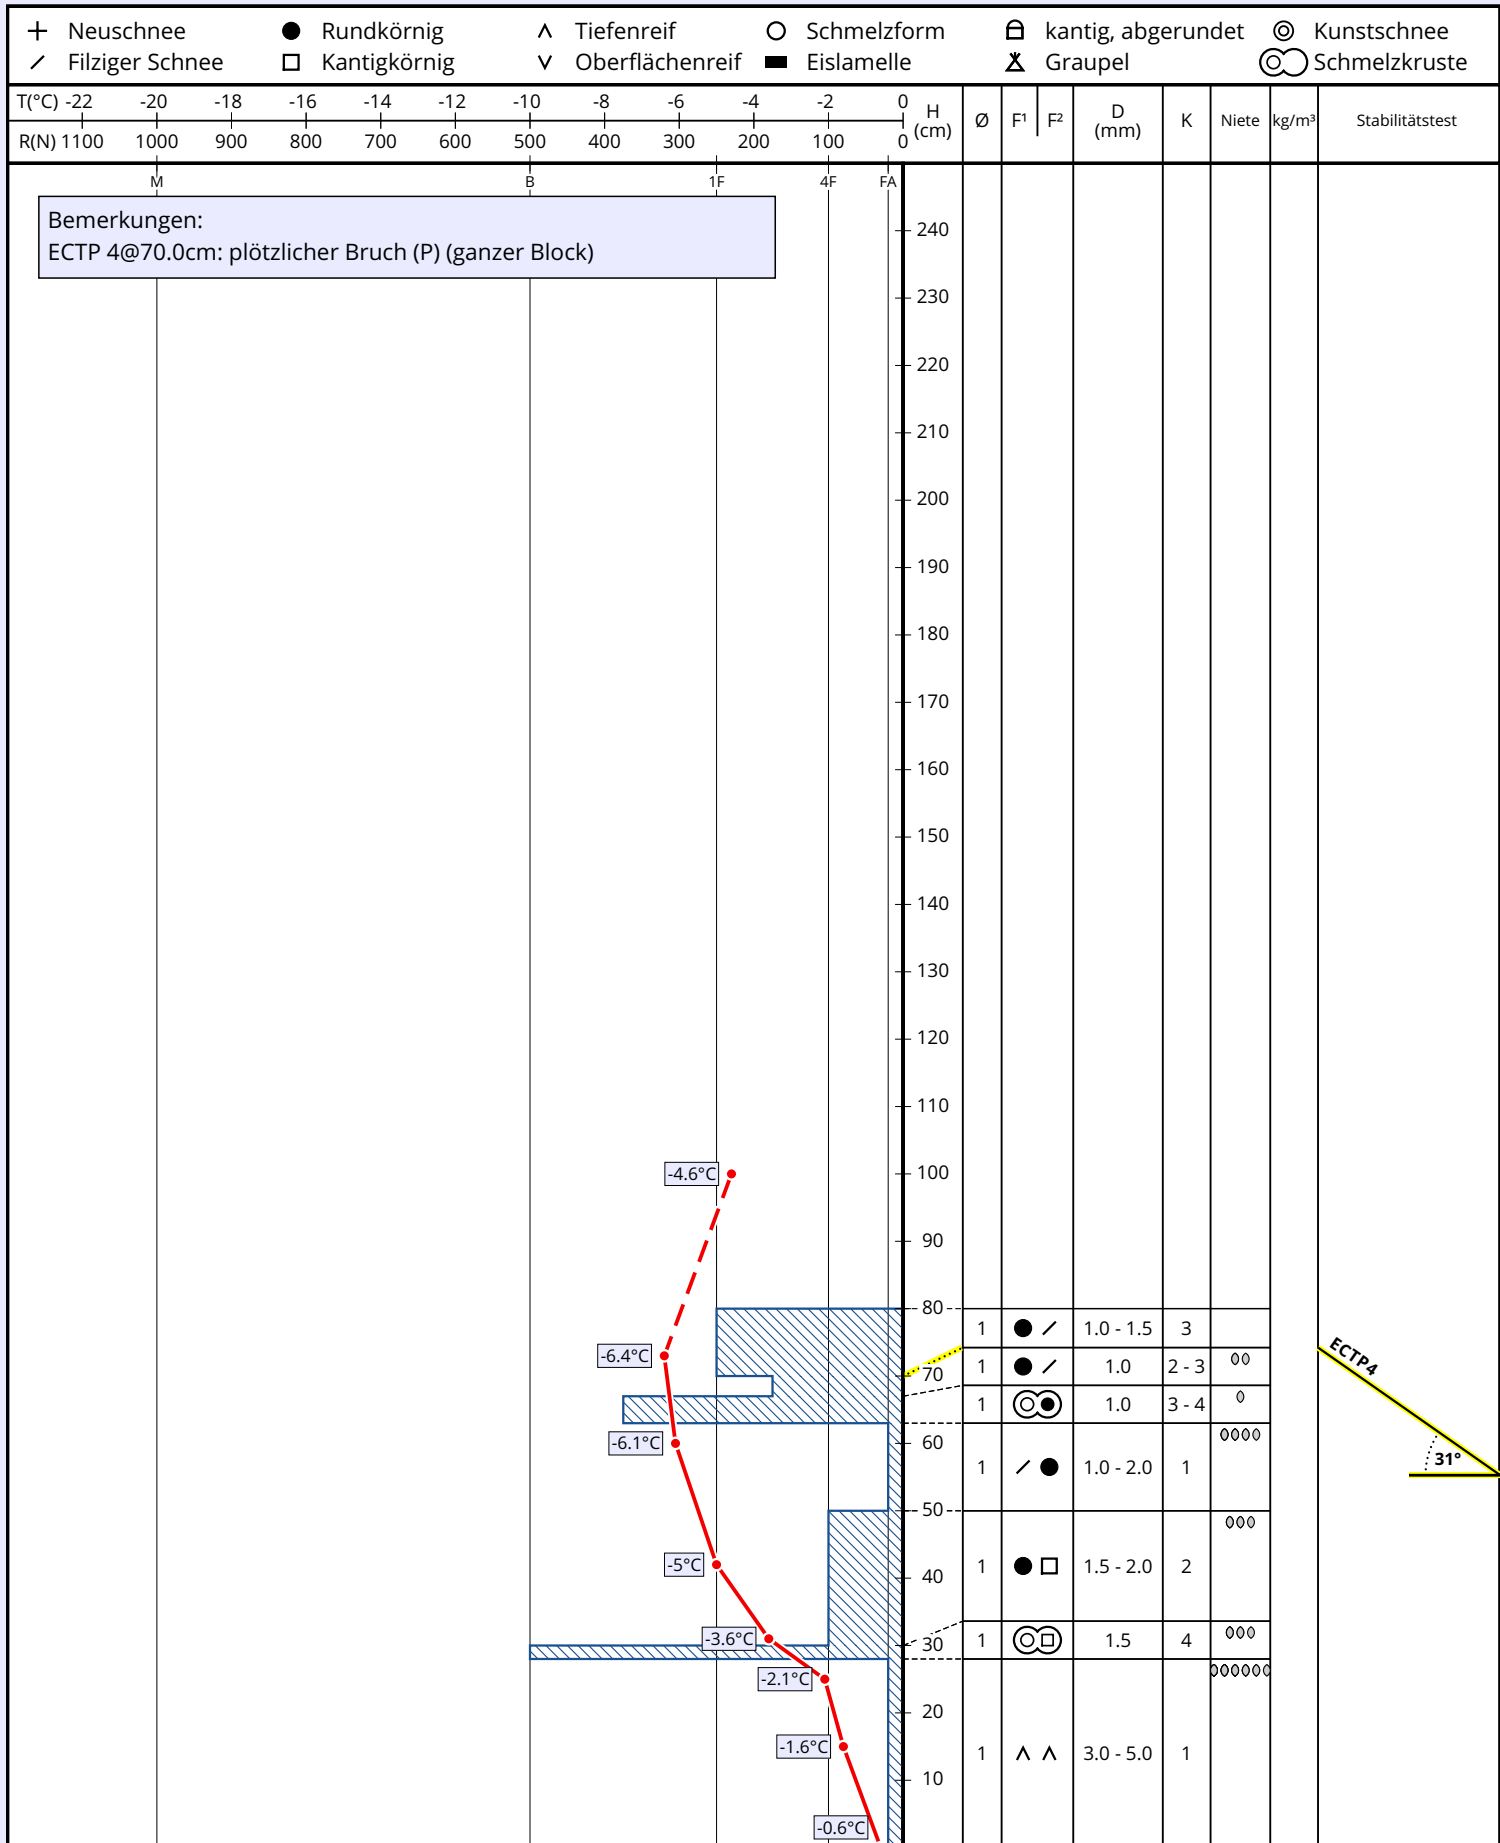 Neuschnee Rundkörnig Tiefenreif Schmelzform kantig, abgerundet Kunstschnee
Filziger Schnee Kantigkörnig Oberflächenreif Eislamelle Graupel Schmelzkruste
T(°C) -22 -20 -18 -16 -14 -12 -10 -8 -6 -4 -2 0
R(N) 1100 1000 900 800 700 600 500 400 300 200 100 0
H (cm) Ø F¹ F² D (mm) K Niete kg/m³ Stabilitätstest
M B 1F 4F FA
Bemerkungen:
ECTP 4@70.0cm: plötzlicher Bruch (P) (ganzer Block)
240
230
220
210
200
190
180
170
160
150
140
130
120
110
-4.6°C 100
90
80
1 1.0 - 1.5 3
-6.4°C ECTP4
70 1 1.0 2 - 3
1 1.0 3 - 4
-6.1°C 60
1 1.0 - 2.0 1 31°
50
-5°C 40 1 1.5 - 2.0 2
-3.6°C 30 1 1.5 4
-2.1°C
20
-1.6°C 1 3.0 - 5.0 1
10
-0.6°C